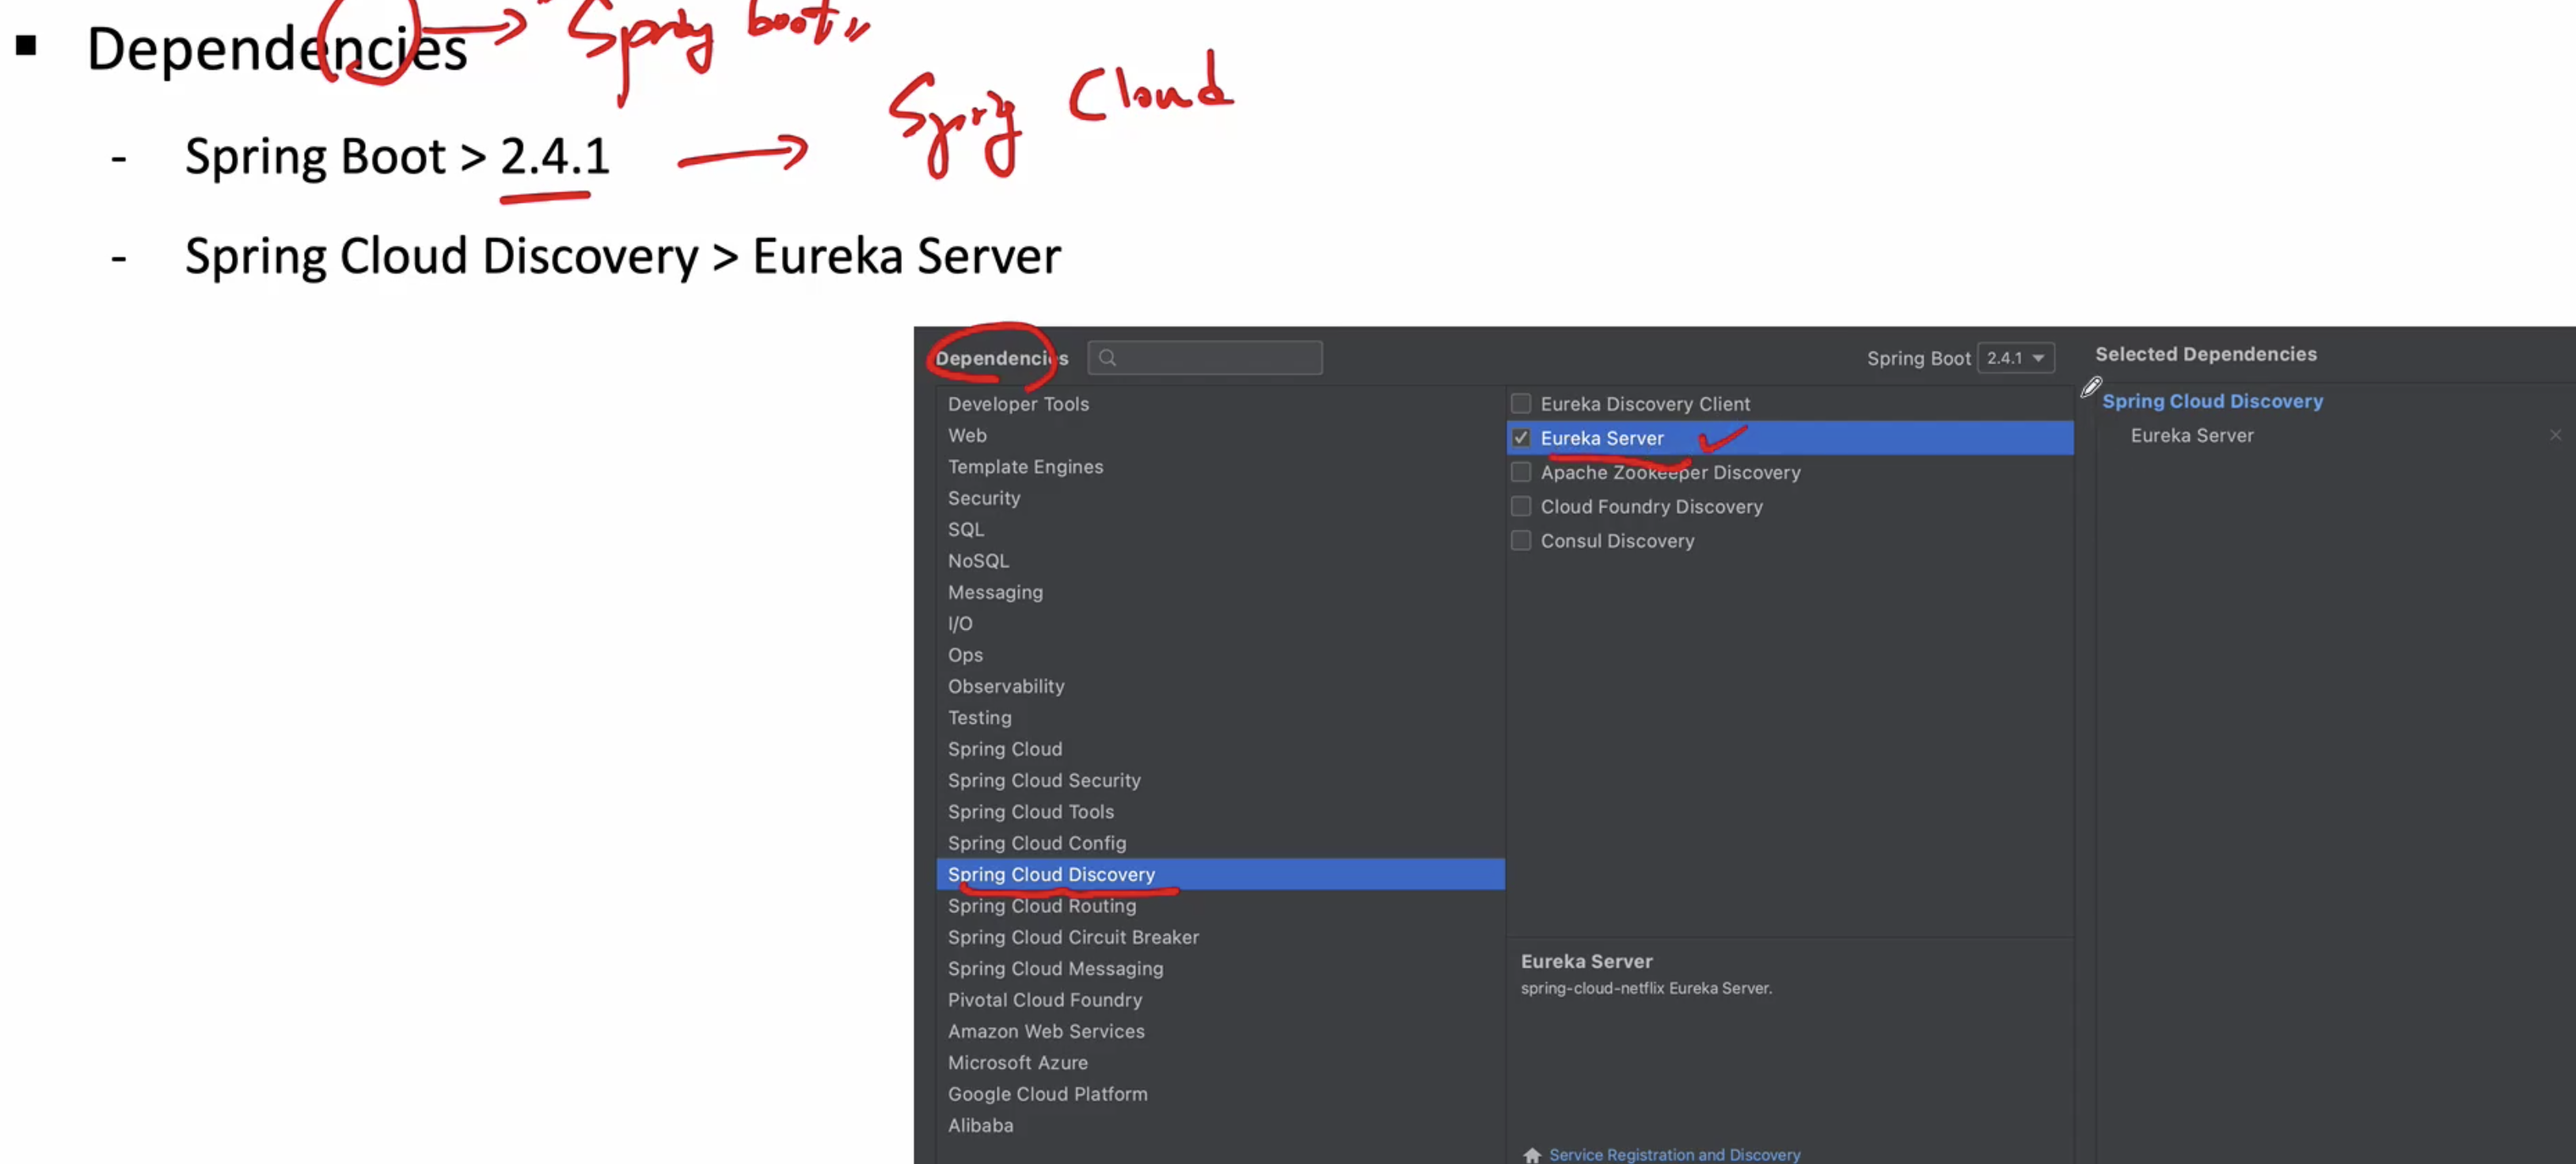 ▪ Dependencies → "Spring boot"
- Spring Boot > 2.4.1 → Spring Cloud
- Spring Cloud Discovery > Eureka Server
Dependencies
Spring Boot 2.4.1
Selected Dependencies
Developer Tools
Web
Template Engines
Security
SQL
NoSQL
Messaging
I/O
Ops
Observability
Testing
Spring Cloud
Spring Cloud Security
Spring Cloud Tools
Spring Cloud Config
Spring Cloud Discovery
Spring Cloud Routing
Spring Cloud Circuit Breaker
Spring Cloud Messaging
Pivotal Cloud Foundry
Amazon Web Services
Microsoft Azure
Google Cloud Platform
Alibaba
Eureka Discovery Client
Eureka Server
Apache Zookeeper Discovery
Cloud Foundry Discovery
Consul Discovery
Eureka Server
spring-cloud-netflix Eureka Server.
Service Registration and Discovery
Spring Cloud Discovery
Eureka Server